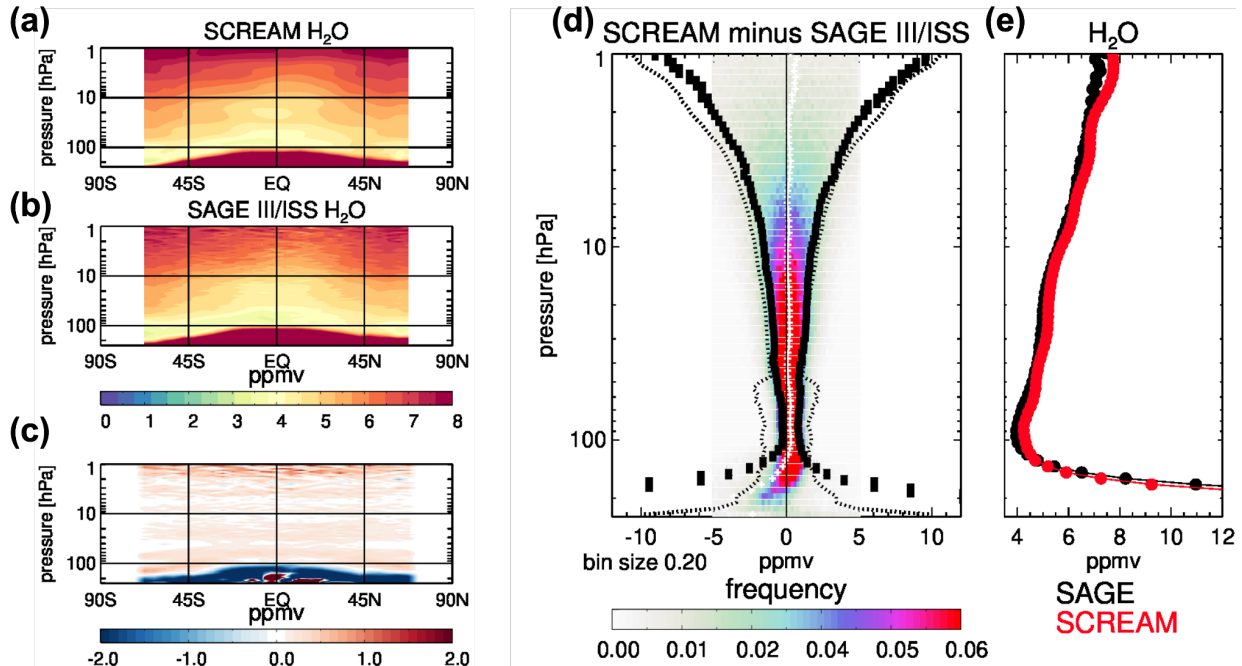 (a)
SCREAM H2O
pressure [hPa]
1
10
100
90S 45S EQ 45N 90N
(b)
SAGE III/ISS H2O
pressure [hPa]
1
10
100
90S 45S EQ 45N 90N
ppmv
0 1 2 3 4 5 6 7 8
(c)
pressure [hPa]
1
10
100
90S 45S EQ 45N 90N
ppmv
-2.0 -1.0 0.0 1.0 2.0
(d)
SCREAM minus SAGE III/ISS
pressure [hPa]
1
10
100
-10 -5 0 5 10
bin size 0.20
ppmv
frequency
0.00 0.01 0.02 0.04 0.05 0.06
(e)
H2O
4 6 8 10 12
ppmv
SAGE
SCREAM